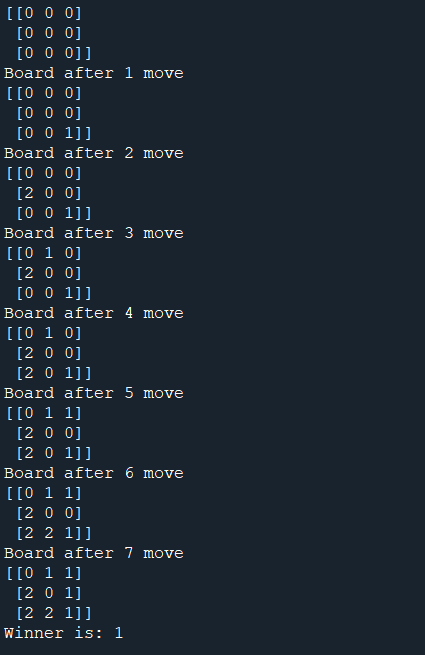 [[0 0 0]
 [0 0 0]
 [0 0 0]]
Board after 1 move
[[0 0 0]
 [0 0 0]
 [0 0 1]]
Board after 2 move
[[0 0 0]
 [2 0 0]
 [0 0 1]]
Board after 3 move
[[0 1 0]
 [2 0 0]
 [0 0 1]]
Board after 4 move
[[0 1 0]
 [2 0 0]
 [2 0 1]]
Board after 5 move
[[0 1 1]
 [2 0 0]
 [2 0 1]]
Board after 6 move
[[0 1 1]
 [2 0 0]
 [2 2 1]]
Board after 7 move
[[0 1 1]
 [2 0 1]
 [2 2 1]]
Winner is: 1